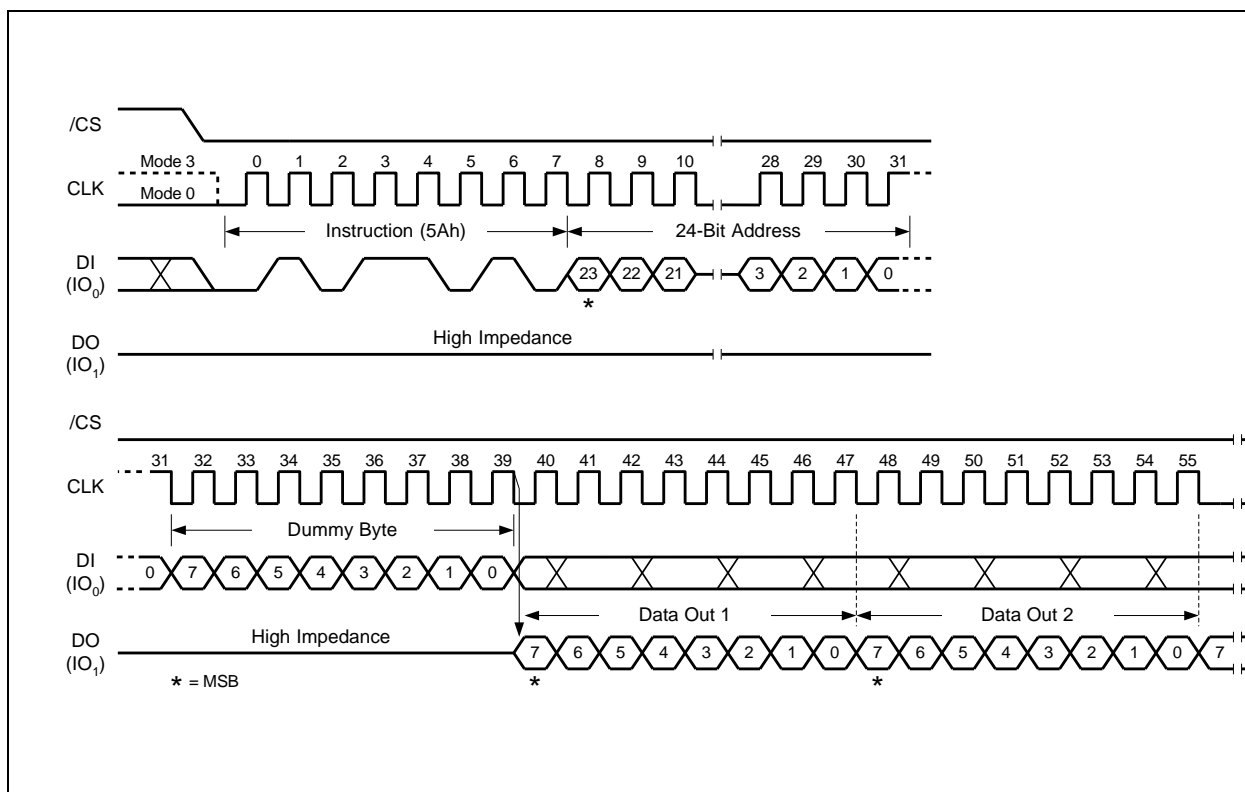 /CS
Mode 3 0 1 2 3 4 5 6 7 8 9 10 28 29 30 31
CLK Mode 0
Instruction (5Ah) 24-Bit Address
DI
(IO0) 23 22 21 3 2 1 0
*
DO High Impedance
(IO1)
/CS
31 32 33 34 35 36 37 38 39 40 41 42 43 44 45 46 47 48 49 50 51 52 53 54 55
CLK
Dummy Byte
DI
(IO0) 0 7 6 5 4 3 2 1 0
Data Out 1 Data Out 2
DO High Impedance 7 6 5 4 3 2 1 0 7 6 5 4 3 2 1 0 7
(IO1)
* = MSB * *